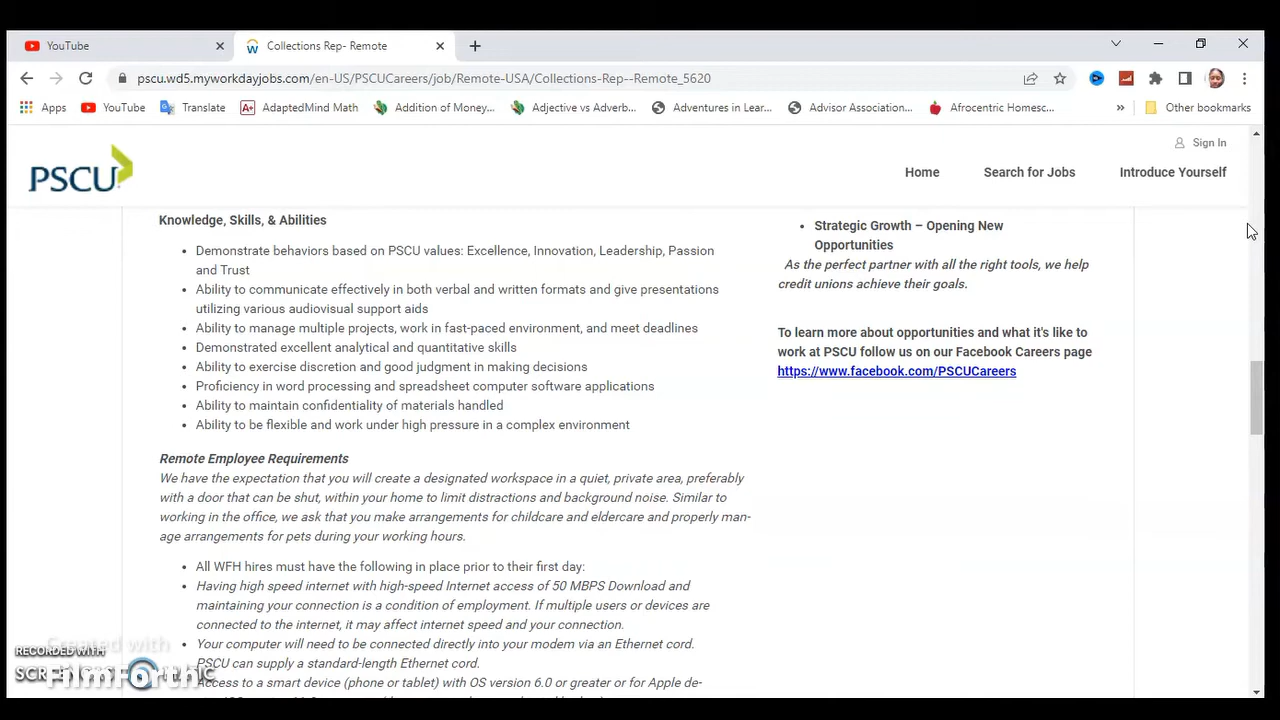 YouTube
Collections Rep- Remote
pscu.wd5.myworkdayjobs.com/en-US/PSCUCareers/job/Remote-USA/Collections-Rep--Remote_5620
Apps
YouTube
Translate
A+ AdaptedMind Math
Addition of Money...
Adjective vs Adverb...
Adventures in Lear...
Advisor Association...
Afrocentric Homesc...
»
Other bookmarks
Sign In
PSCU
Home
Search for Jobs
Introduce Yourself
Knowledge, Skills, & Abilities
• Demonstrate behaviors based on PSCU values: Excellence, Innovation, Leadership, Passion
and Trust
• Ability to communicate effectively in both verbal and written formats and give presentations
utilizing various audiovisual support aids
• Ability to manage multiple projects, work in fast-paced environment, and meet deadlines
• Demonstrated excellent analytical and quantitative skills
• Ability to exercise discretion and good judgment in making decisions
• Proficiency in word processing and spreadsheet computer software applications
• Ability to maintain confidentiality of materials handled
• Ability to be flexible and work under high pressure in a complex environment
Remote Employee Requirements
We have the expectation that you will create a designated workspace in a quiet, private area, preferably
with a door that can be shut, within your home to limit distractions and background noise. Similar to
working in the office, we ask that you make arrangements for childcare and eldercare and properly man-
age arrangements for pets during your working hours.
• All WFH hires must have the following in place prior to their first day:
• Having high speed internet with high-speed Internet access of 50 MBPS Download and
maintaining your connection is a condition of employment. If multiple users or devices are
connected to the internet, it may affect internet speed and your connection.
• Your computer will need to be connected directly into your modem via an Ethernet cord.
PSCU can supply a standard-length Ethernet cord.
Access to a smart device (phone or tablet) with OS version 6.0 or greater or for Apple de-
• Strategic Growth – Opening New
Opportunities
As the perfect partner with all the right tools, we help
credit unions achieve their goals.
To learn more about opportunities and what it's like to
work at PSCU follow us on our Facebook Careers page
https://www.facebook.com/PSCUCareers
Created with
FilmForth
RECORDED WITH